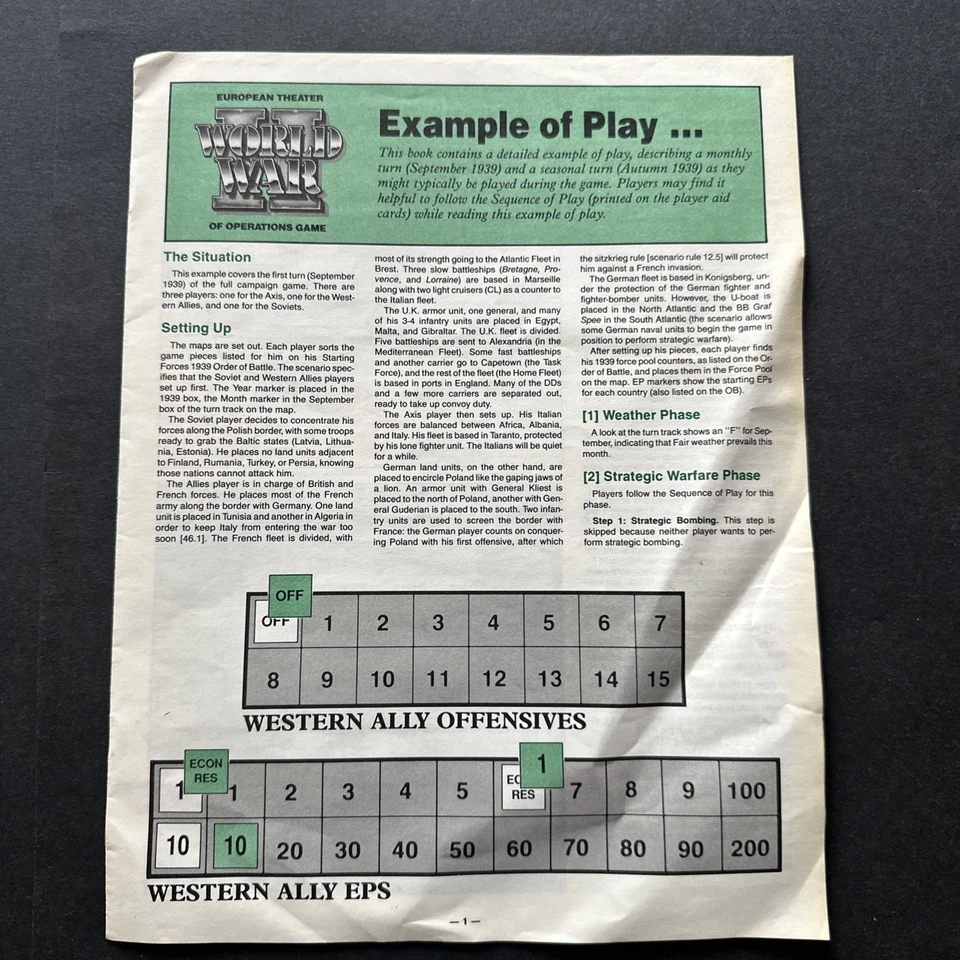 EUROPEAN THEATER
WORLD
WAR
II
OF OPERATIONS GAME
Example of Play ...
This book contains a detailed example of play, describing a monthly
turn (September 1939) and a seasonal turn (Autumn 1939) as they
might typically be played during the game. Players may find it
helpful to follow the Sequence of Play (printed on the player aid
cards) while reading this example of play.
The Situation
This example covers the first turn (September
1939) of the full campaign game. There are
three players: one for the Axis, one for the West-
ern Allies, and one for the Soviets.
Setting Up
The maps are set out. Each player sorts the
game pieces listed for him on his Starting
Forces 1939 Order of Battle. The scenario spec-
ifies that the Soviet and Western Allies players
set up first. The Year marker is placed in the
1939 box, the Month marker in the September
box of the turn track on the map.
The Soviet player decides to concentrate his
forces along the Polish border, with some troops
ready to grab the Baltic states (Latvia, Lithua-
nia, Estonia). He places no land units adjacent
to Finland, Rumania, Turkey, or Persia, knowing
those nations cannot attack him.
The Allies player is in charge of British and
French forces. He places most of the French
army along the border with Germany. One land
unit is placed in Tunisia and another in Algeria in
order to keep Italy from entering the war too
soon [46.1]. The French fleet is divided, with
most of its strength going to the Atlantic Fleet in
Brest. Three slow battleships (Bretagne, Pro-
vence, and Lorraine) are based in Marseille
along with two light cruisers (CL) as a counter to
the Italian fleet.
The U.K. armor unit, one general, and many
of his 3-4 infantry units are placed in Egypt,
Malta, and Gibraltar. The U.K. fleet is divided.
Five battleships are sent to Alexandria (in the
Mediterranean Fleet). Some fast battleships
and another carrier go to Capetown (the Task
Force), and the rest of the fleet (the Home Fleet)
is based in ports in England. Many of the DDs
and a few more carriers are separated out,
ready to take up convoy duty.
The Axis player then sets up. His Italian
forces are balanced between Africa, Albania,
and Italy. His fleet is based in Taranto, protected
by his lone fighter unit. The Italians will be quiet
for a while.
German land units, on the other hand, are
placed to encircle Poland like the gaping jaws of
a lion. An armor unit with General Kliest is
placed to the north of Poland, another with Gen-
eral Guderian is placed to the south. Two infan-
try units are used to screen the border with
France: the German player counts on conquer-
ing Poland with his first offensive, after which
the sitzkrieg rule [scenario rule 12.5] will protect
him against a French invasion.
The German fleet is based in Konigsberg, un-
der the protection of the German fighter and
fighter-bomber units. However, the U-boat is
placed in the North Atlantic and the BB Graf
Spee in the South Atlantic (the scenario allows
some German naval units to begin the game in
position to perform strategic warfare).
After setting up his pieces, each player finds
his 1939 force pool counters, as listed on the Or-
der of Battle, and places them in the Force Pool
on the map. EP markers show the starting EPs
for each country (also listed on the OB).
[1] Weather Phase
A look at the turn track shows an "F" for Sep-
tember, indicating that Fair weather prevails this
month.
[2] Strategic Warfare Phase
Players follow the Sequence of Play for this
phase.
Step 1: Strategic Bombing. This step is
skipped because neither player wants to per-
form strategic bombing.
OFF
OFF 1 2 3 4 5 6 7
8 9 10 11 12 13 14 15
WESTERN ALLY OFFENSIVES
ECON
RES
1
1 1 2 3 4 5 RES 7 8 9 100
10 10 20 30 40 50 60 70 80 90 200
WESTERN ALLY EPS
— 1 —